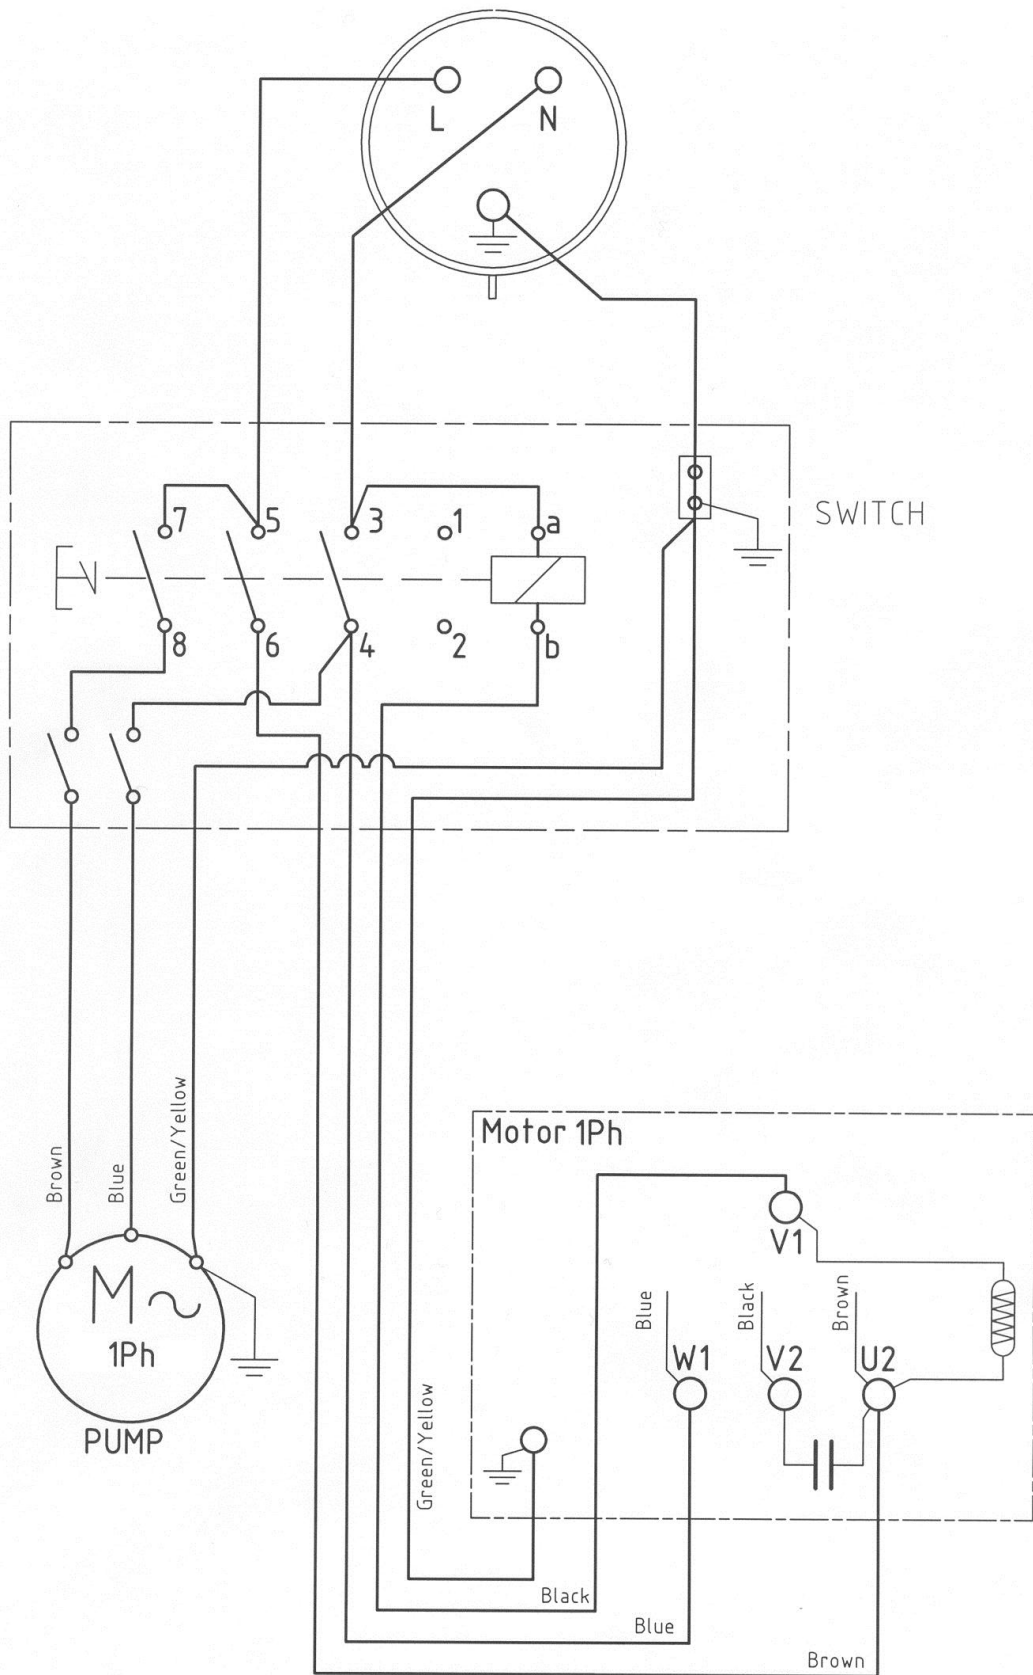 L N
SWITCH
7 5 3 1 a
8 6 4 2 b
Brown
Blue
Green/Yellow
Motor 1Ph
V1
Blue
Black
Brown
W1 V2 U2
M
1Ph
PUMP
Green/Yellow
Black
Blue
Brown